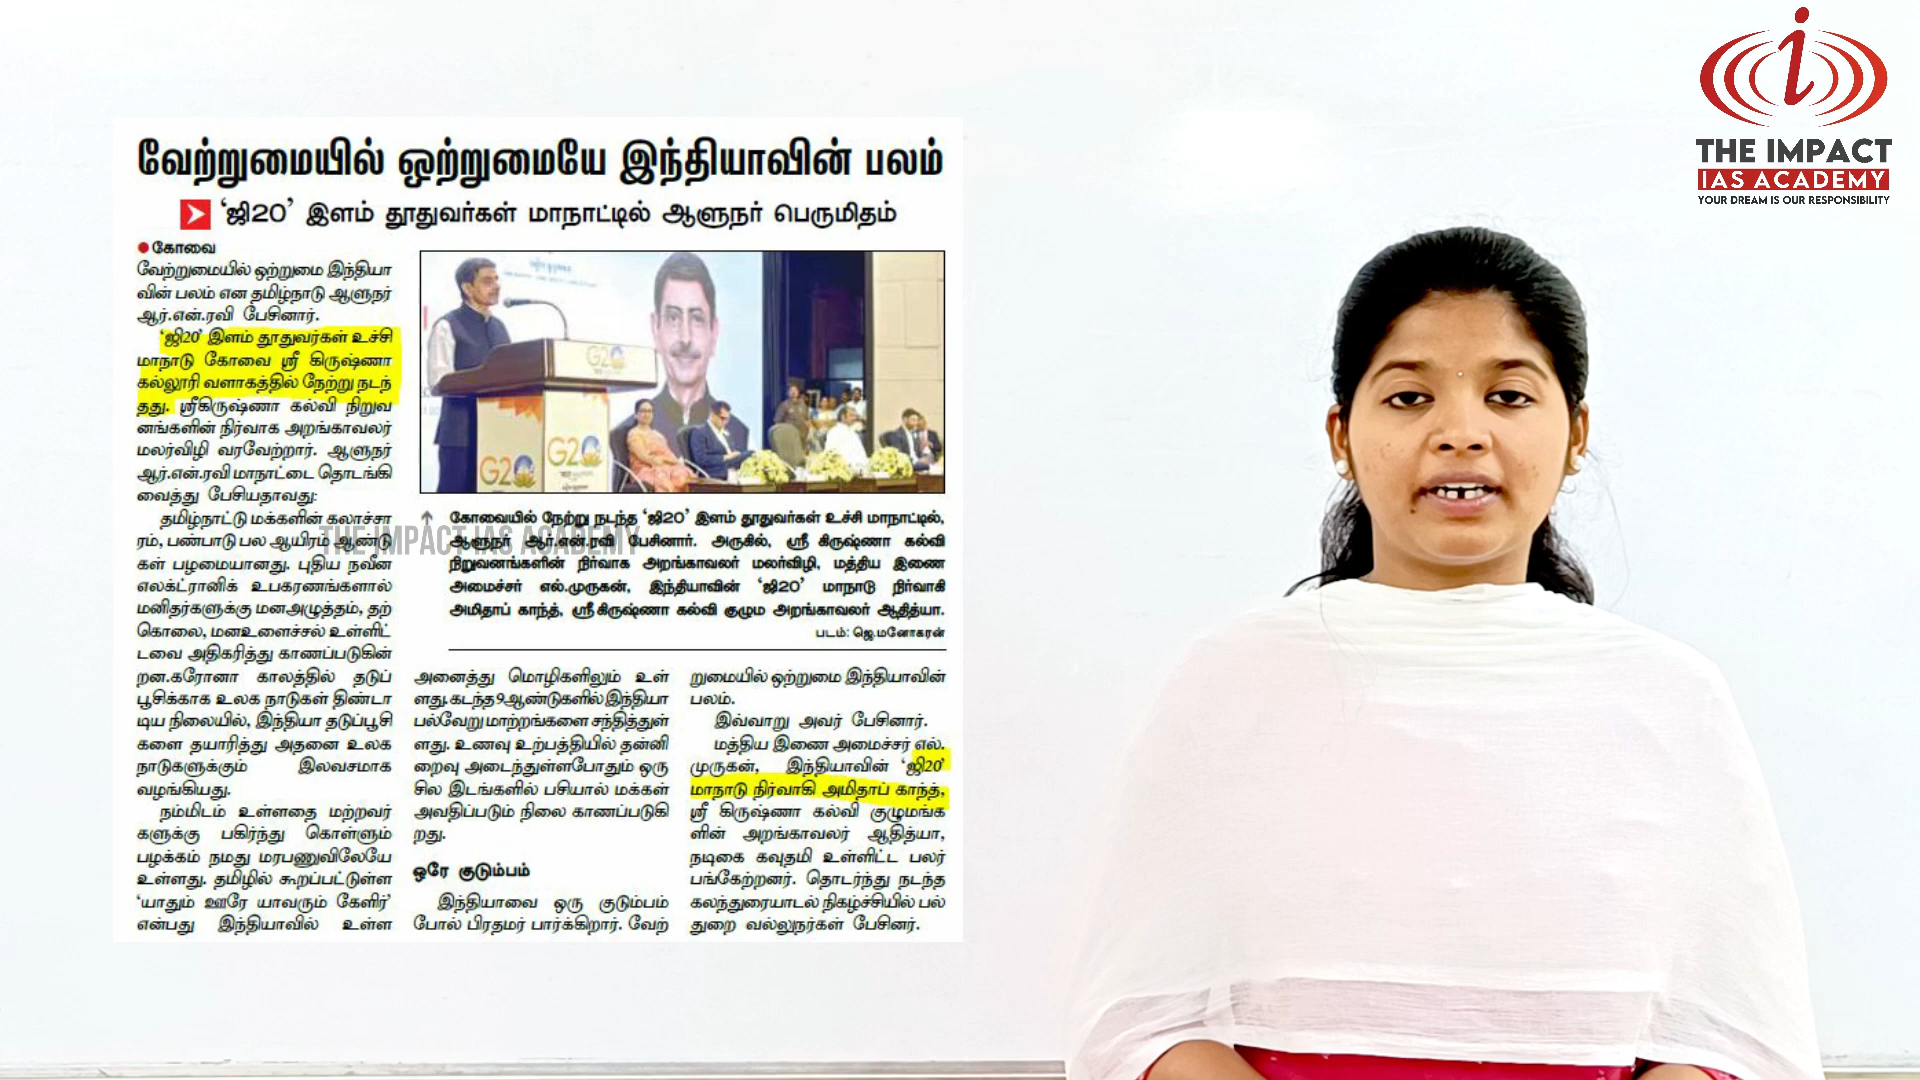 வேற்றுமையில் ஒற்றுமையே இந்தியாவின் பலம்
'ஜி20' இளம் தூதுவர்கள் மாநாட்டில் ஆளுநர் பெருமிதம்
கோவை
வேற்றுமையில் ஒற்றுமை இந்தியா
வின் பலம் என தமிழ்நாடு ஆளுநர்
ஆர்.என்.ரவி பேசினார்.
'ஜி20' இளம் தூதுவர்கள் உச்சி
மாநாடு கோவை ஸ்ரீ கிருஷ்ணா
கல்லூரி வளாகத்தில் நேற்று நடந்
தது. ஸ்ரீகிருஷ்ணா கல்வி நிறுவ
னங்களின் நிர்வாக அறங்காவலர்
மலர்விழி வரவேற்றார். ஆளுநர்
ஆர்.என்.ரவி மாநாட்டை தொடங்கி
வைத்து பேசியதாவது:
தமிழ்நாட்டு மக்களின் கலாச்சா
ரம், பண்பாடு பல ஆயிரம் ஆண்டு
கள் பழமையானது. புதிய நவீன
எலக்ட்ரானிக் உபகரணங்களால்
மனிதர்களுக்கு மனஅழுத்தம், தற்
கொலை, மனஉளைச்சல் உள்ளிட்
டவை அதிகரித்து காணப்படுகின்
றன.கரோனா காலத்தில் தடுப்
பூசிக்காக உலக நாடுகள் திண்டா
டிய நிலையில், இந்தியா தடுப்பூசி
களை தயாரித்து அதனை உலக
நாடுகளுக்கும் இலவசமாக
வழங்கியது.
நம்மிடம் உள்ளதை மற்றவர்
களுக்கு பகிர்ந்து கொள்ளும்
பழக்கம் நமது மரபணுவிலேயே
உள்ளது. தமிழில் கூறப்பட்டுள்ள
'யாதும் ஊரே யாவரும் கேளிர்'
என்பது இந்தியாவில் உள்ள
G20
G20
G20
கோவையில் நேற்று நடந்த 'ஜி20' இளம் தூதுவர்கள் உச்சி மாநாட்டில்,
ஆளுநர் ஆர்.என்.ரவி பேசினார். அருகில், ஸ்ரீ கிருஷ்ணா கல்வி
நிறுவனங்களின் நிர்வாக அறங்காவலர் மலர்விழி, மத்திய இணை
அமைச்சர் எல்.முருகன், இந்தியாவின் 'ஜி20' மாநாடு நிர்வாகி
அமிதாப் காந்த், ஸ்ரீகிருஷ்ணா கல்வி குழும அறங்காவலர் ஆதித்யா.
படம்: ஜெ.மனோகரன்
அனைத்து மொழிகளிலும் உள்
ளது.கடந்த 9 ஆண்டுகளில் இந்தியா
பல்வேறு மாற்றங்களை சந்தித்துள்
ளது. உணவு உற்பத்தியில் தன்னி
றைவு அடைந்துள்ளபோதும் ஒரு
சில இடங்களில் பசியால் மக்கள்
அவதிப்படும் நிலை காணப்படுகி
றது.
ஒரே குடும்பம்
இந்தியாவை ஒரு குடும்பம்
போல் பிரதமர் பார்க்கிறார். வேற்
றுமையில் ஒற்றுமை இந்தியாவின்
பலம்.
இவ்வாறு அவர் பேசினார்.
மத்திய இணை அமைச்சர் எல்.
முருகன், இந்தியாவின் 'ஜி20'
மாநாடு நிர்வாகி அமிதாப் காந்த்,
ஸ்ரீ கிருஷ்ணா கல்வி குழுமங்க
ளின் அறங்காவலர் ஆதித்யா,
நடிகை கவுதமி உள்ளிட்ட பலர்
பங்கேற்றனர். தொடர்ந்து நடந்த
கலந்துரையாடல் நிகழ்ச்சியில் பல்
துறை வல்லுநர்கள் பேசினர்.
THE IMPACT IAS ACADEMY
i
THE IMPACT
IAS ACADEMY
YOUR DREAM IS OUR RESPONSIBILITY